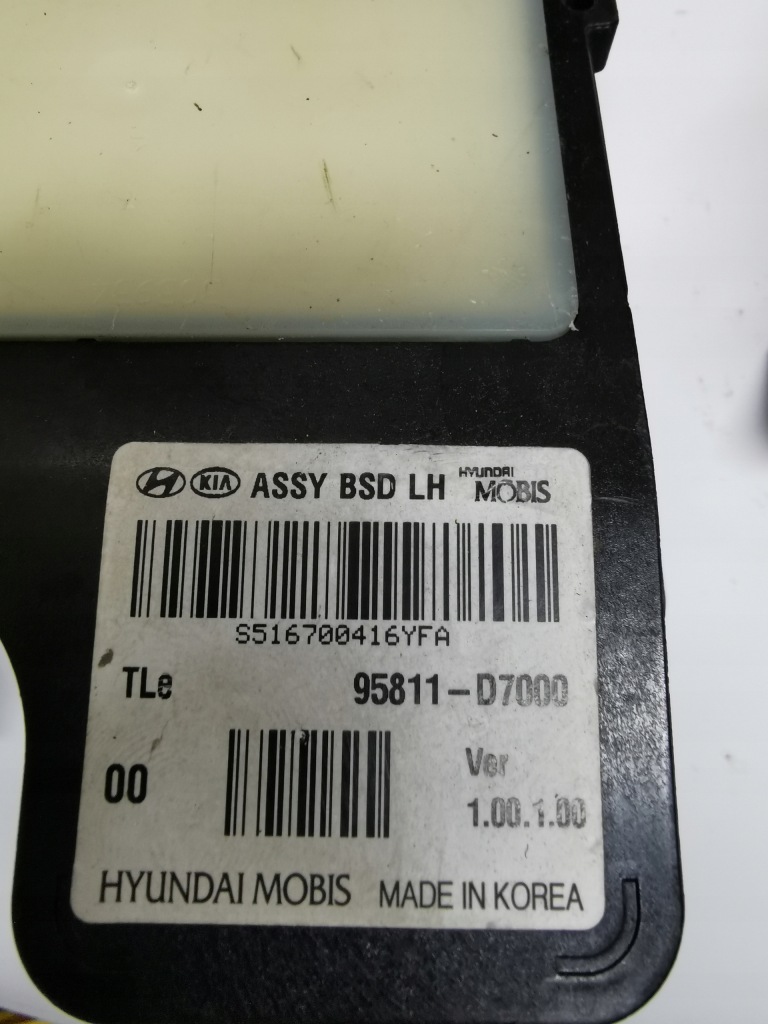 KIA ASSY BSD LH HYUNDAI MOBIS
S516700416YFA
TLe 95811-D7000
00 Ver 1.00.1.00
HYUNDAI MOBIS MADE IN KOREA